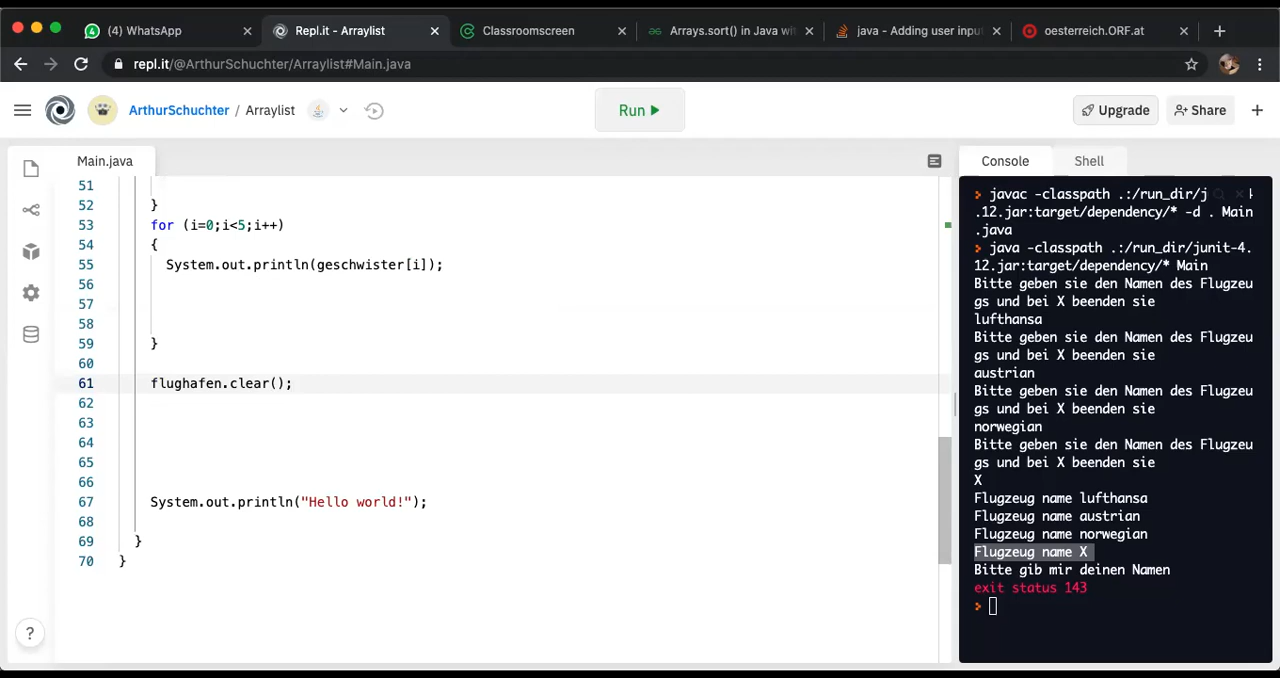 (4) WhatsApp
Repl.it - Arraylist
Classroomscreen
Arrays.sort() in Java wit
java - Adding user input
oesterreich.ORF.at
repl.it/@ArthurSchuchter/Arraylist#Main.java
ArthurSchuchter / Arraylist
Run
Upgrade
Share
Main.java
Console
Shell
51
52 }
53 for (i=0;i<5;i++)
54 {
55 System.out.println(geschwister[i]);
56
57
58
59 }
60
61 flughafen.clear();
62
63
64
65
66
67 System.out.println("Hello world!");
68
69 }
70 }
javac -classpath .:/run_dir/j
.12.jar:target/dependency/* -d . Main
.java
java -classpath .:/run_dir/junit-4.
12.jar:target/dependency/* Main
Bitte geben sie den Namen des Flugzeu
gs und bei X beenden sie
lufthansa
Bitte geben sie den Namen des Flugzeu
gs und bei X beenden sie
austrian
Bitte geben sie den Namen des Flugzeu
gs und bei X beenden sie
norwegian
Bitte geben sie den Namen des Flugzeu
gs und bei X beenden sie
X
Flugzeug name lufthansa
Flugzeug name austrian
Flugzeug name norwegian
Flugzeug name X
Bitte gib mir deinen Namen
exit status 143
?